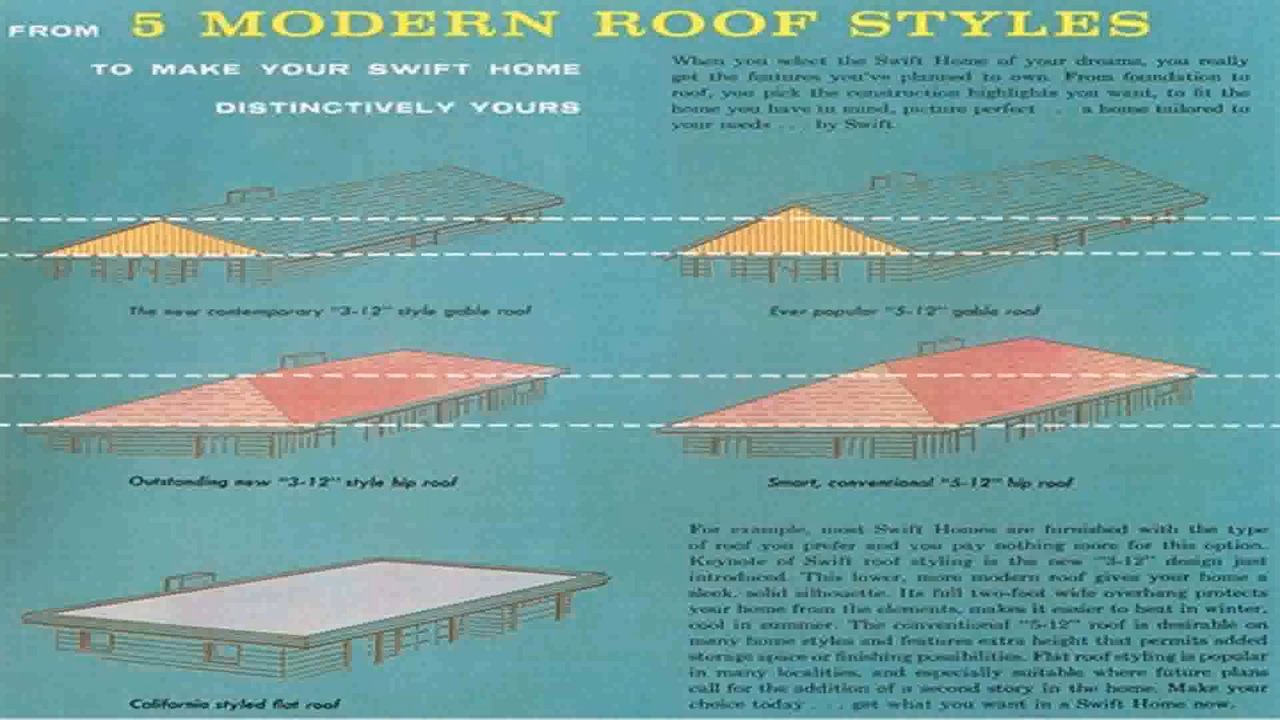 FROM 5 MODERN ROOF STYLES
TO MAKE YOUR SWIFT HOME
DISTINCTIVELY YOURS
When you select the Swift Home of your dreams, you really
get the features you've planned to own. From foundation to
roof, you pick the construction highlights you want, to fit the
home you have in mind, picture perfect . . a home tailored to
your needs . . . by Swift.
The new contemporary "3-12" style gable roof
Ever popular "5-12" gable roof
Outstanding new "3-12" style hip roof
Smart, conventional "5-12" hip roof
For example, most Swift Homes are furnished with the type
of roof you prefer and you pay nothing more for this option.
Keynote of Swift roof styling is the new "3-12" design just
introduced. This lower, more modern roof gives your home a
sleek, solid silhouette. Its full two-foot wide overhang protects
your home from the elements, makes it easier to heat in winter,
cool in summer. The conventional "5-12" roof is desirable on
many home styles and features extra height that permits added
storage space or finishing possibilities. Flat roof styling is popular
in many localities, and especially suitable where future plans
call for the addition of a second story in the home. Make your
choice today . . . get what you want in a Swift Home now.
California styled flat roof